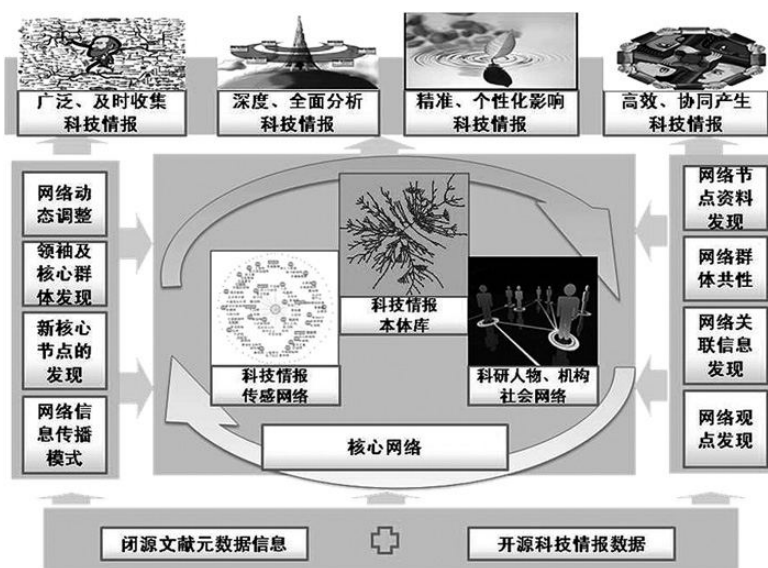 广泛、及时收集
科技情报
深度、全面分析
科技情报
精准、个性化影响
科技情报
高效、协同产生
科技情报
网络动
态调整
领袖及
核心群
体发现
新核心
节点的
发现
网络信
息传播
模式
科技情报
本体库
科技情报
传感网络
科研人物、机构
社会网络
核心网络
网络节
点资料
发现
网络群
体共性
网络关
联信息
发现
网络观
点发现
闭源文献元数据信息
开源科技情报数据